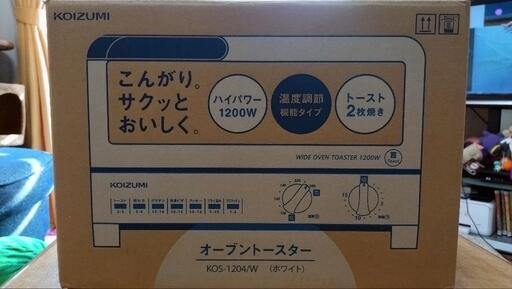 KOIZUMI
こんがり。
サクッと
おいしく。
ハイパワー
1200W
温度調節
機能タイプ
トースト
2枚焼き
WIDE OVEN TOASTER 1200W
KOIZUMI
オーブントースター
KOS-1204/W (ホワイト)